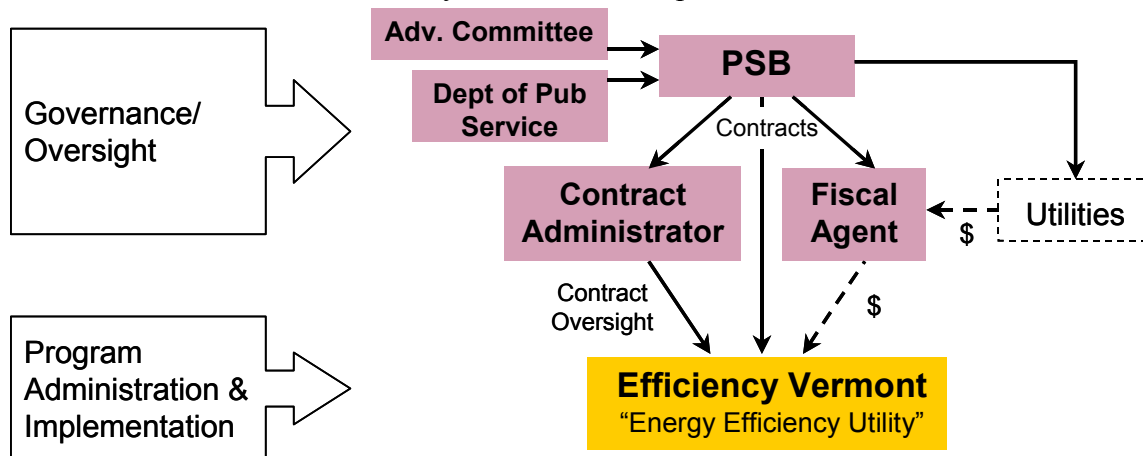 Adv. Committee
PSB
Dept of Pub
Service
Governance/
Oversight
Contracts
Contract
Administrator
Fiscal
Agent
Utilities
$
Contract
Oversight
$
Program
Administration &
Implementation
Efficiency Vermont
“Energy Efficiency Utility”